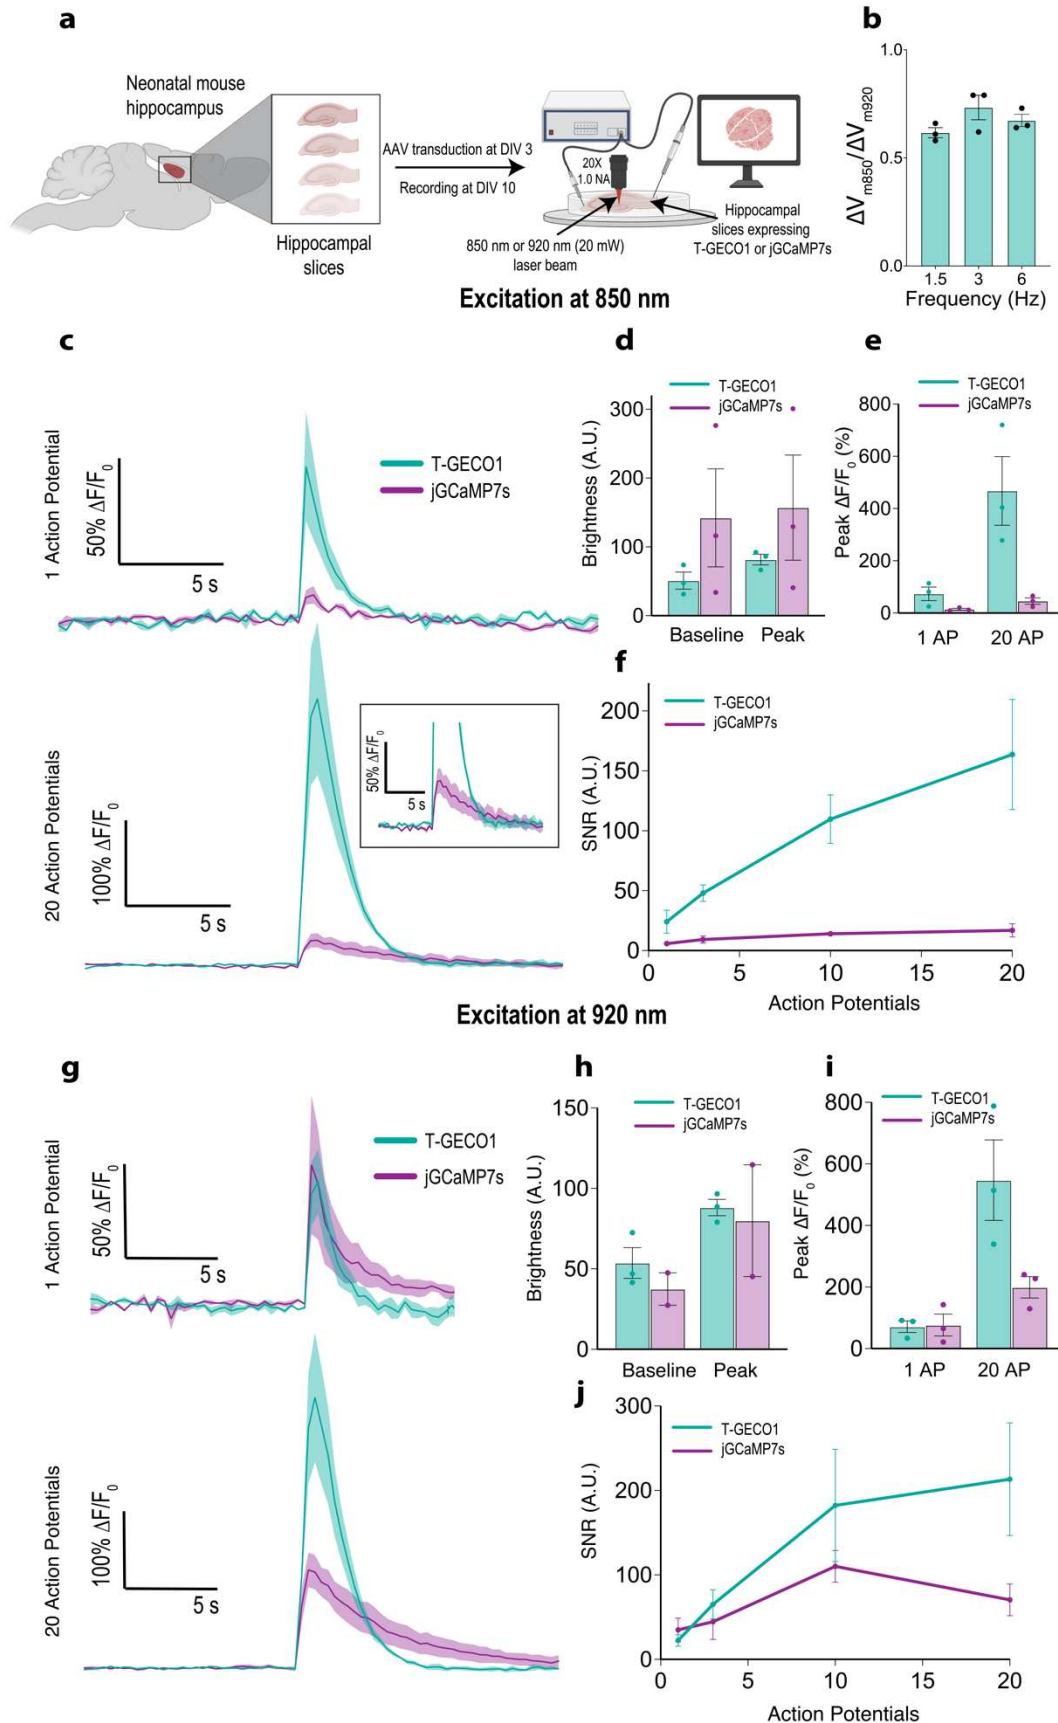 a
Neonatal mouse
hippocampus
Hippocampal
slices
AAV transduction at DIV 3
Recording at DIV 10
20X
1.0 NA
850 nm or 920 nm (20 mW)
laser beam
Hippocampal
slices expressing
T-GECO1 or jGCaMP7s
b
ΔVm850/ΔVm920
1.0
0.5
0.0
1.5 3 6
Frequency (Hz)
Excitation at 850 nm
c
1 Action Potential
50% ΔF/F0
5 s
T-GECO1
jGCaMP7s
20 Action Potentials
100% ΔF/F0
5 s
50% ΔF/F0
5 s
d
T-GECO1
jGCaMP7s
Brightness (A.U.)
300
200
100
0
Baseline Peak
e
T-GECO1
jGCaMP7s
Peak ΔF/F0 (%)
800
600
400
200
0
1 AP 20 AP
f
T-GECO1
jGCaMP7s
SNR (A.U.)
200
150
100
50
0
0 5 10 15 20
Action Potentials
Excitation at 920 nm
g
1 Action Potential
50% ΔF/F0
5 s
T-GECO1
jGCaMP7s
20 Action Potentials
100% ΔF/F0
5 s
h
T-GECO1
jGCaMP7s
Brightness (A.U.)
150
100
50
0
Baseline Peak
i
T-GECO1
jGCaMP7s
Peak ΔF/F0 (%)
800
600
400
200
0
1 AP 20 AP
j
T-GECO1
jGCaMP7s
SNR (A.U.)
300
200
100
0
0 5 10 15 20
Action Potentials